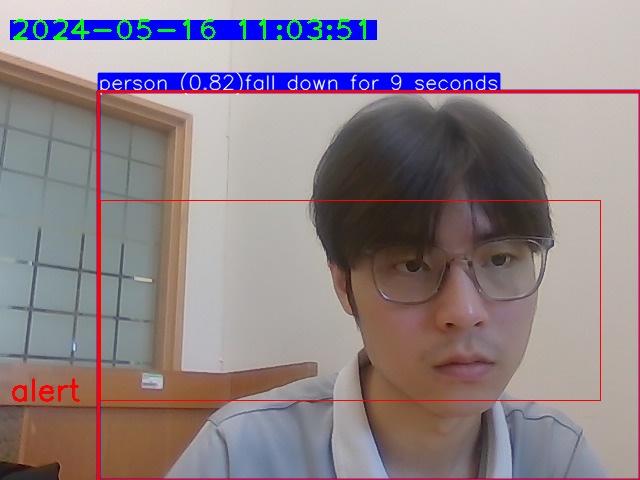 2024-05-16 11:03:51
person (0.82)fall down for 9 seconds
alert